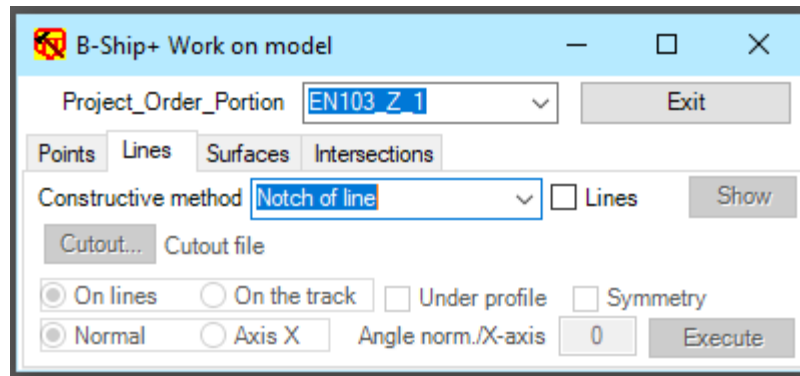 B-Ship+ Work on model
Project_Order_Portion EN103_Z_1 Exit
Points Lines Surfaces Intersections
Constructive method Notch of line Lines Show
Cutout... Cutout file
On lines On the track Under profile Symmetry
Normal Axis X Angle norm./X-axis 0 Execute